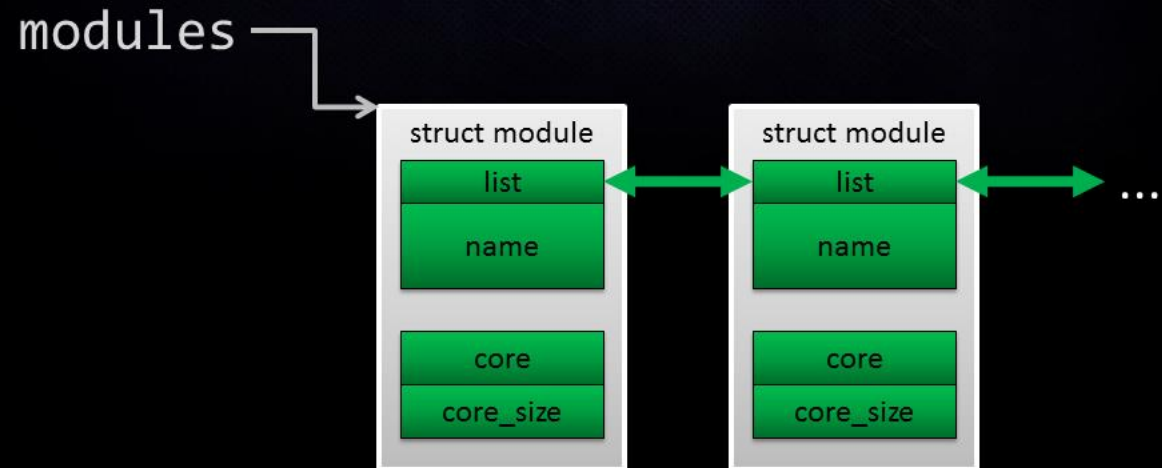 modules
struct module
list
name
core
core_size
struct module
list
name
core
core_size
...